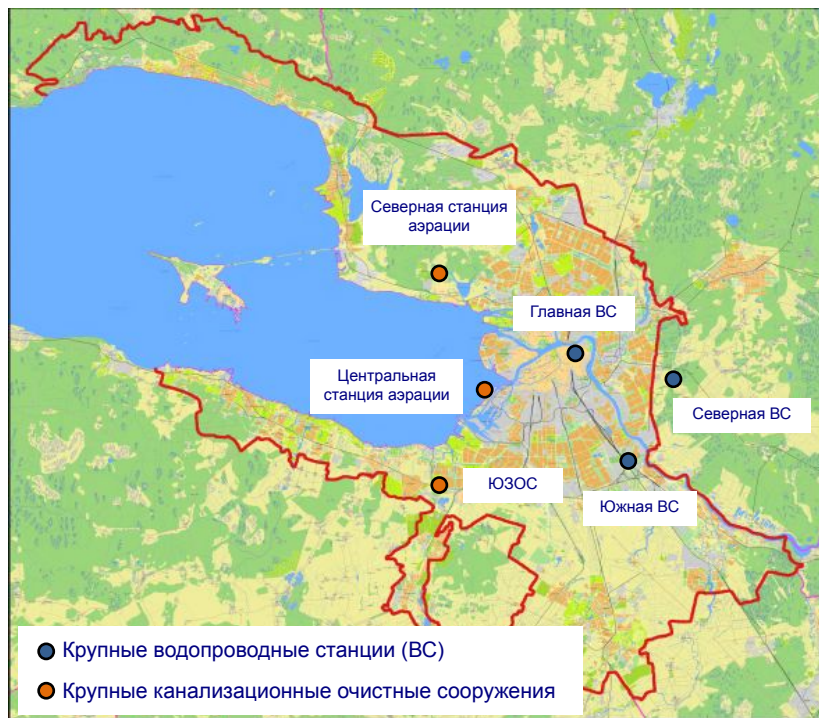 Северная станция
аэрации
Главная ВС
Центральная
станция аэрации
Северная ВС
ЮЗОС
Южная ВС
Крупные водопроводные станции (ВС)
Крупные канализационные очистные сооружения